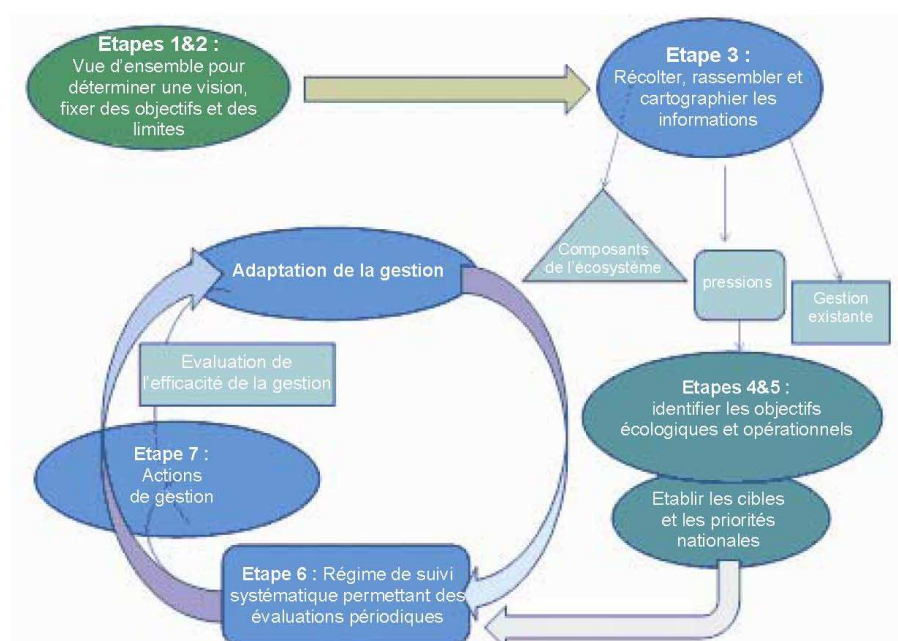 Etapes 1&2 :
Vue d'ensemble pour
déterminer une vision,
fixer des objectifs et des
limites
Etape 3 :
Récolter, rassembler et
cartographier les
informations
Composants
de l'écosystéme
pressions
Gestion
existante
Etapes 4&5 :
identifier les objectifs
écologiques et opérationnels
Etablir les cibles
et les priorités
nationales
Etape 6 : Régime de suivi
systématique permettant des
évaluations périodiques
Etape 7 :
Actions
de gestion
Evaluation de
l'efficacité de la gestion
Adaptation de la gestion